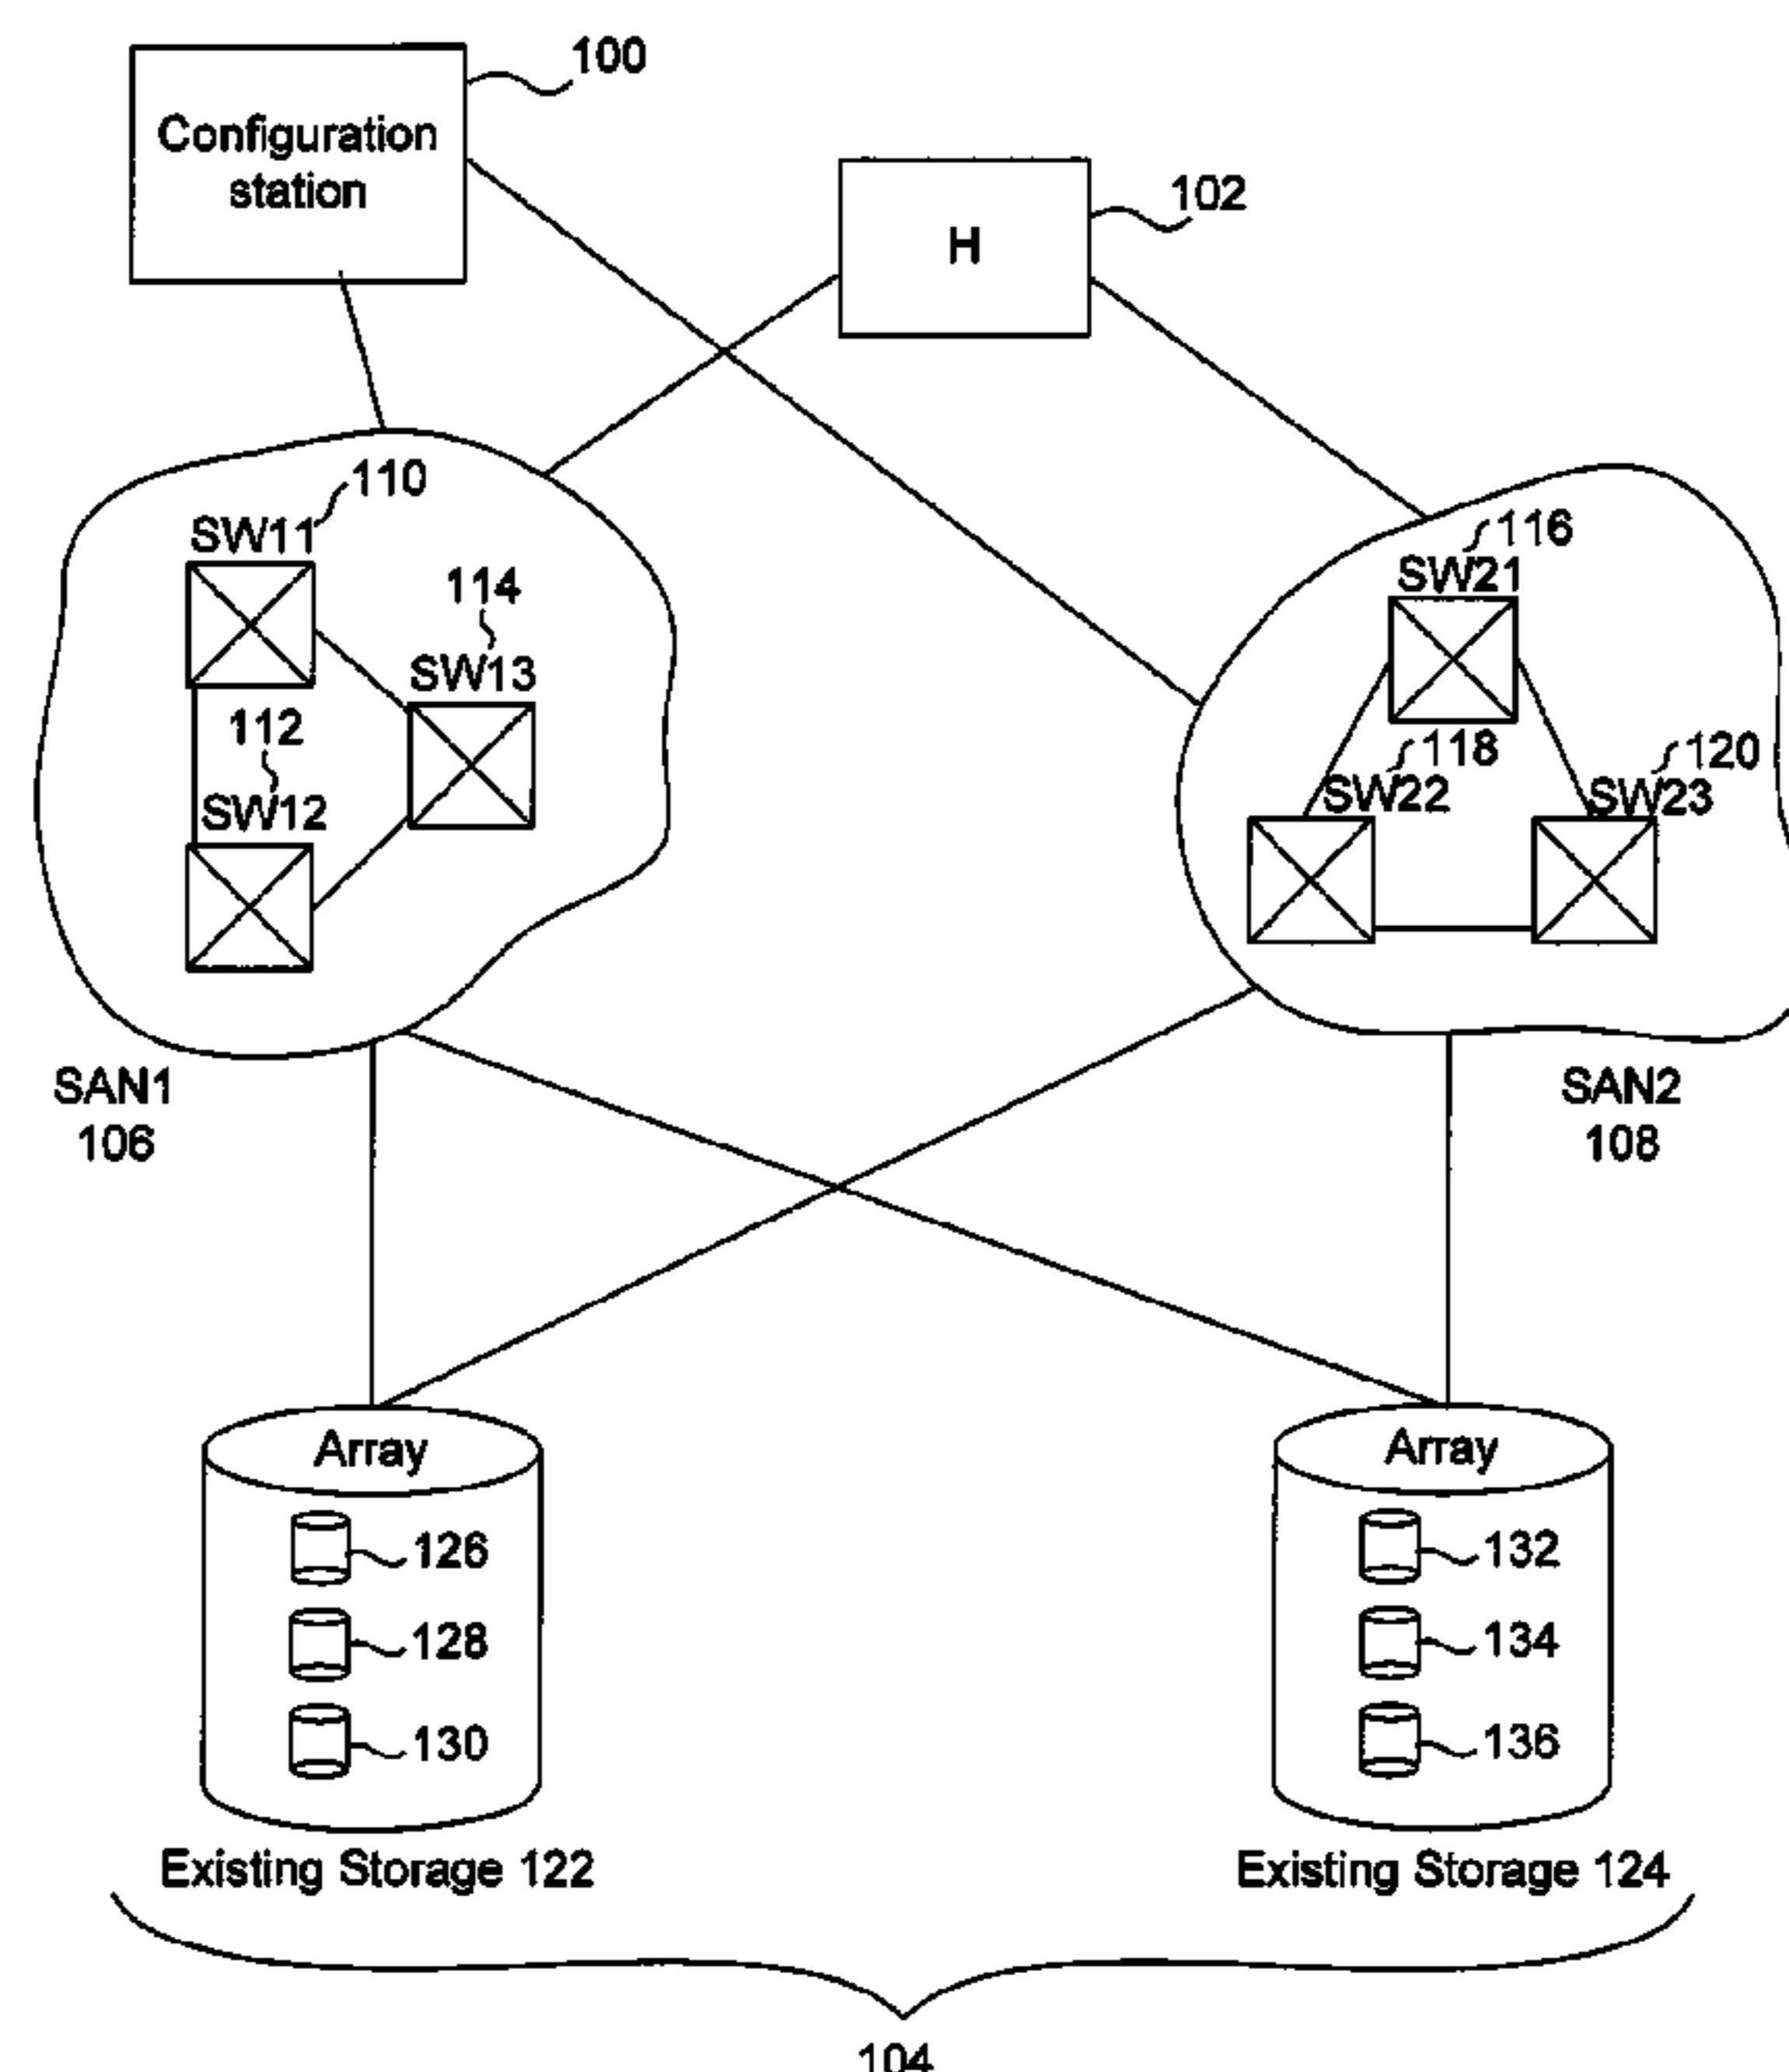 100
Configuration
station
102
H
110
SW11
114
SW13
112
SW12
116
SW21
118
SW22
120
SW23
SAN1
106
SAN2
108
Array
126
128
130
Existing Storage 122
Array
132
134
136
Existing Storage 124
104